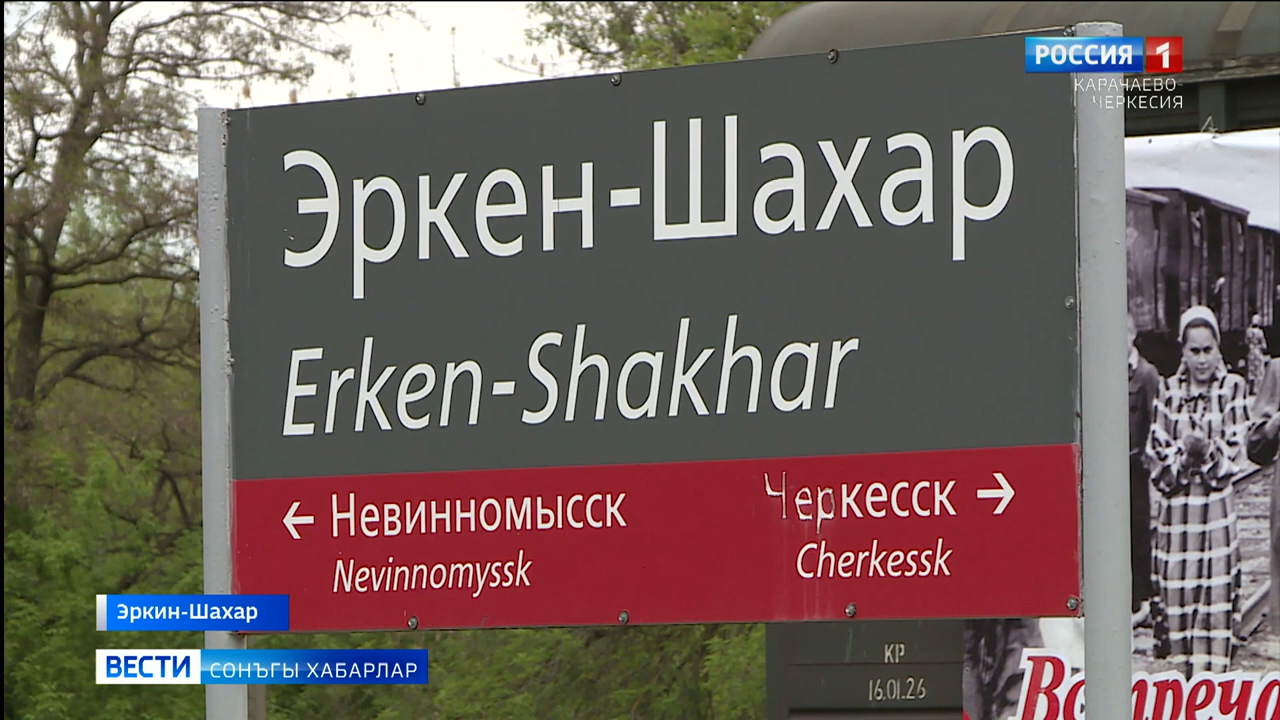 РОССИЯ 1
КАРАЧАЕВО-
ЧЕРКЕСИЯ
Эркен-Шахар
Erken-Shakhar
← Невинномысск
Nevinnomyssk
Черкесск →
Cherkessk
Эркин-Шахар
ВЕСТИ СОНЪГЫ ХАБАРЛАР
КР
16.01.26
Встреча